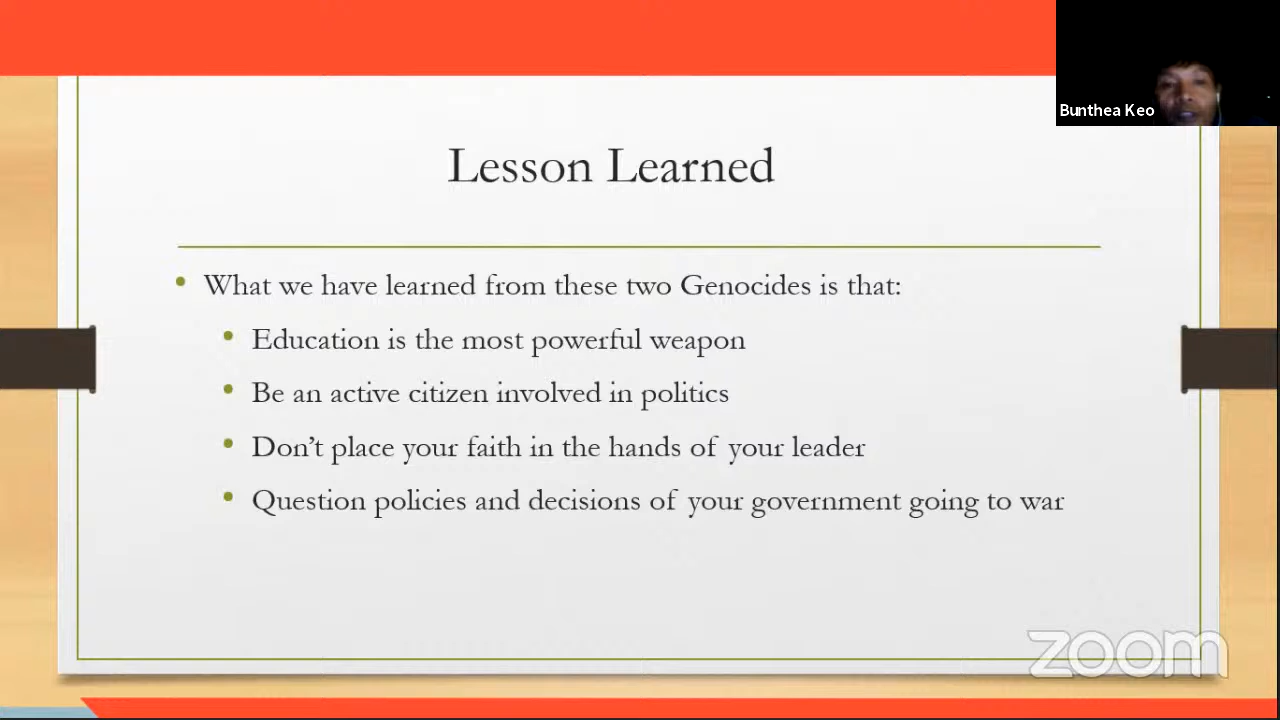 Bunthea Keo
Lesson Learned
What we have learned from these two Genocides is that:
Education is the most powerful weapon
Be an active citizen involved in politics
Don’t place your faith in the hands of your leader
Question policies and decisions of your government going to war
zoom